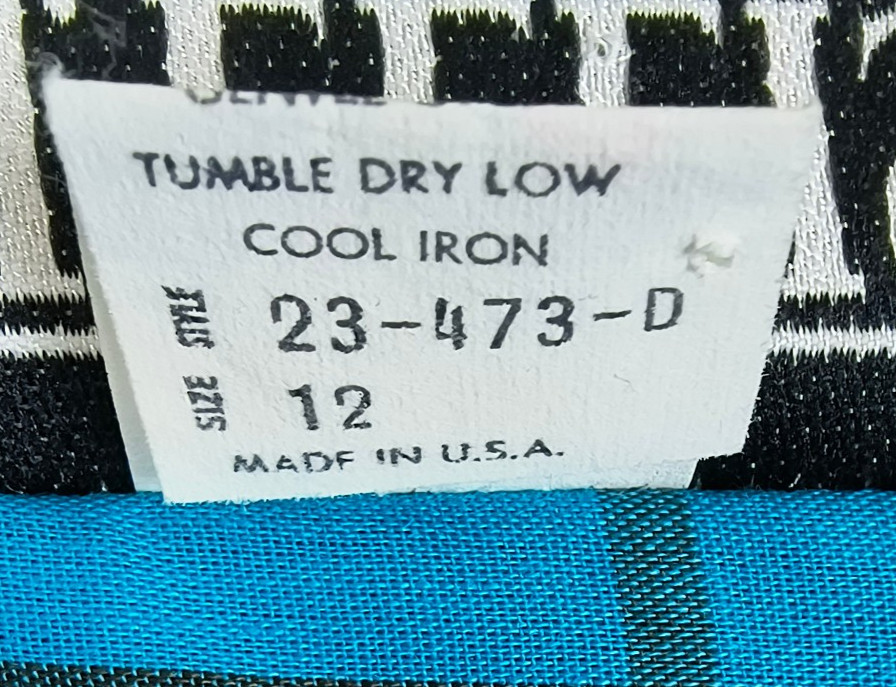 TUMBLE DRY LOW
COOL IRON
STYLE 23-473-D
SIZE 12
MADE IN U.S.A.